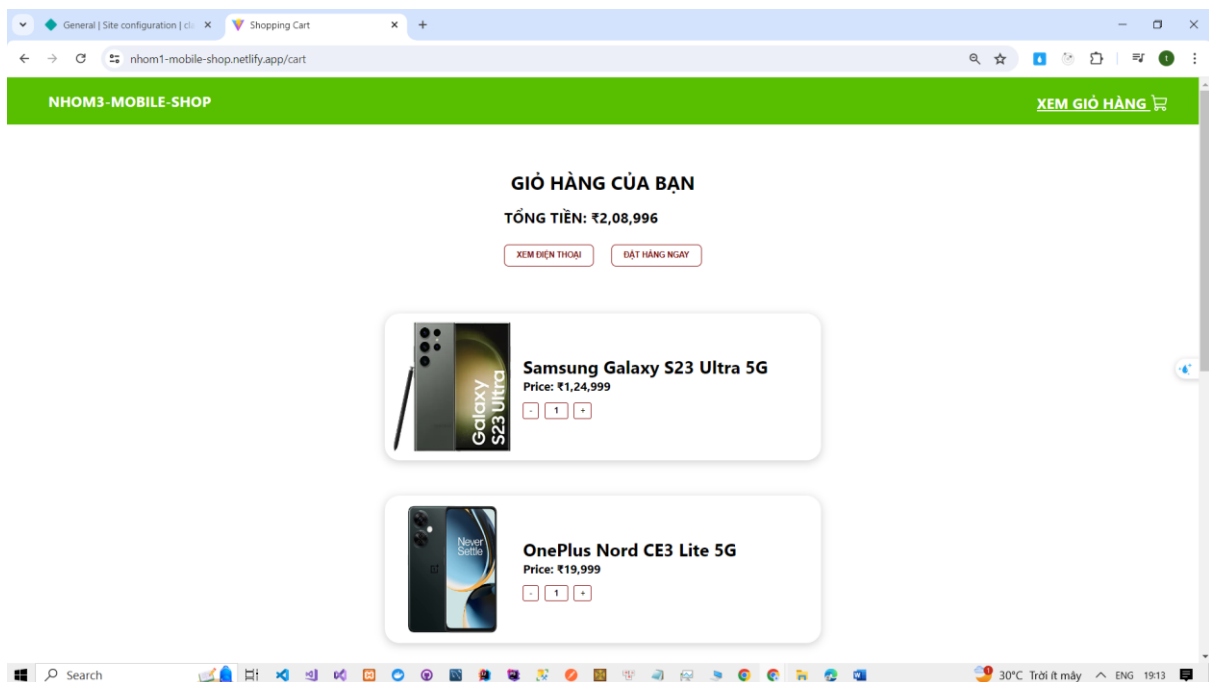 General | Site configuration | cl
Shopping Cart
nhom1-mobile-shop.netlify.app/cart
t
NHOM3-MOBILE-SHOP
XEM GIỎ HÀNG
GIỎ HÀNG CỦA BẠN
TỔNG TIỀN: ₹2,08,996
XEM ĐIỆN THOẠI
ĐẶT HÀNG NGAY
Galaxy
S23 Ultra
Samsung Galaxy S23 Ultra 5G
Price: ₹1,24,999
- 1 +
Never
Settle
OnePlus Nord CE3 Lite 5G
Price: ₹19,999
- 1 +
Search
30°C Trời ít mây
ENG
19:13